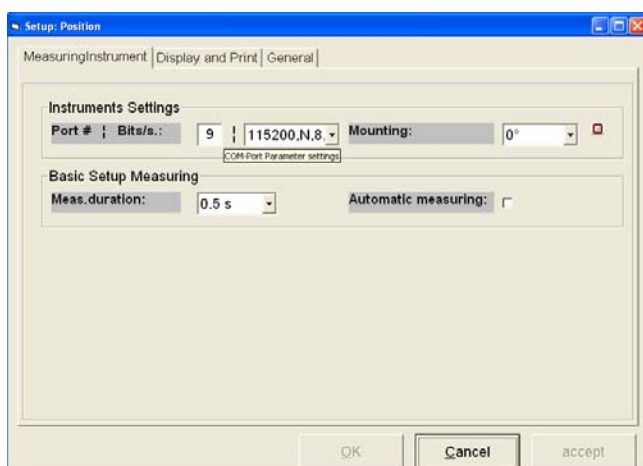 Setup: Position
MeasuringInstrument Display and Print General
Instruments Settings
Port # ¦ Bits/s.: 9 ¦ 115200,N,8. Mounting: 0°
COM-Port Parameter settings
Basic Setup Measuring
Meas.duration: 0.5 s Automatic measuring:
OK Cancel accept